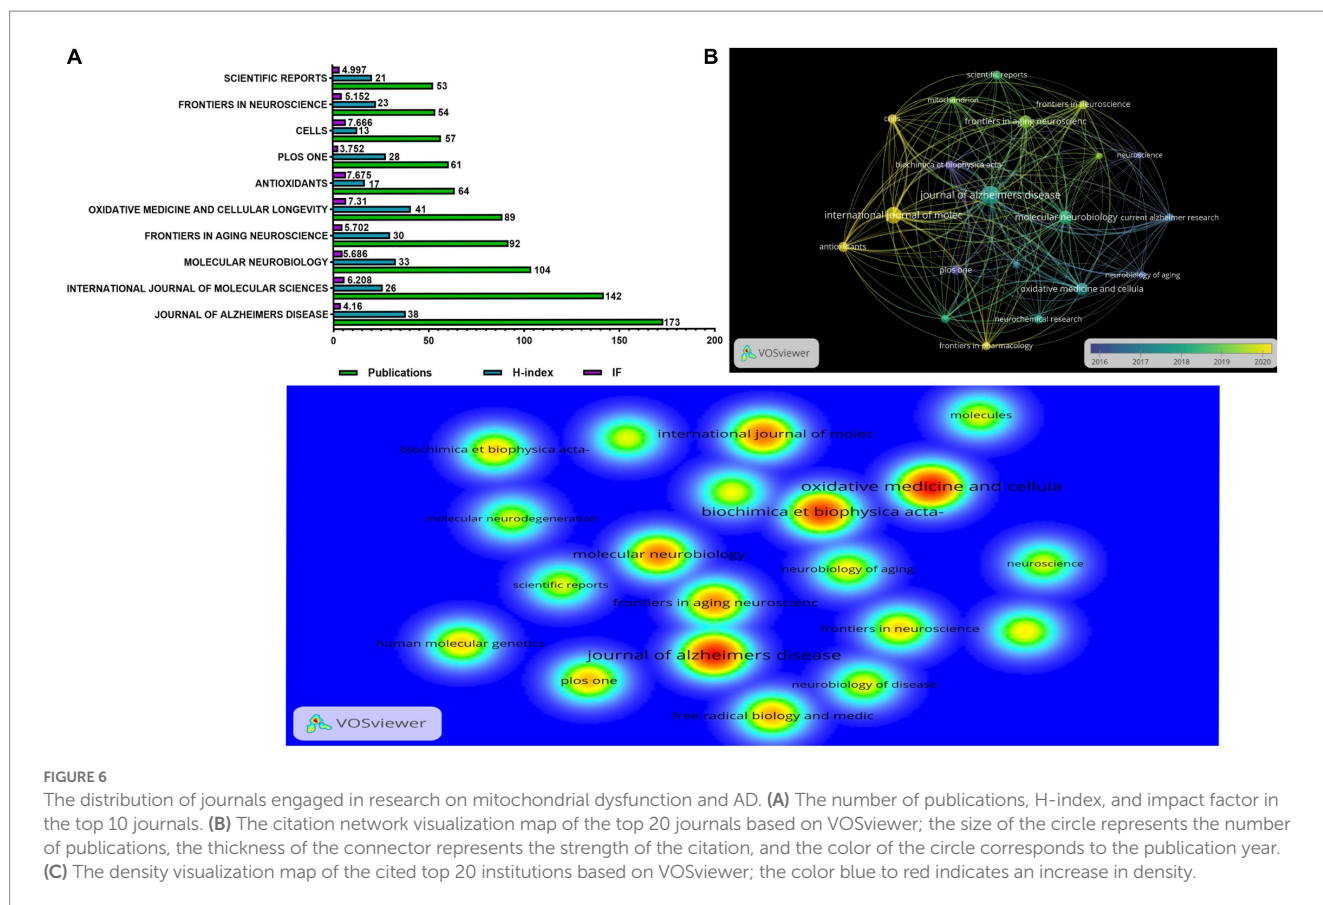 A
SCIENTIFIC REPORTS
4.997
21
53
FRONTIERS IN NEUROSCIENCE
5.152
23
54
CELLS
7.666
13
57
PLOS ONE
3.752
28
61
ANTIOXIDANTS
7.675
17
64
OXIDATIVE MEDICINE AND CELLULAR LONGEVITY
7.31
41
89
FRONTIERS IN AGING NEUROSCIENCE
5.702
30
92
MOLECULAR NEUROBIOLOGY
5.686
33
104
INTERNATIONAL JOURNAL OF MOLECULAR SCIENCES
6.208
26
142
JOURNAL OF ALZHEIMERS DISEASE
4.16
38
173
0 50 100 150 200
Publications H-index IF
B
scientific reports
mitochondrion
frontiers in neuroscience
cells
frontiers in aging neuroscienc
neuroscience
biochimica et biophysica acta-
journal of alzheimers disease
international journal of molec
molecular neurobiology
current alzheimer research
antioxidants
plos one
neurobiology of aging
oxidative medicine and cellula
neurochemical research
frontiers in pharmacology
VOSviewer
2016 2017 2018 2019 2020
molecules
international journal of molec
biochimica et biophysica acta-
oxidative medicine and cellula
biochimica et biophysica acta-
molecular neurodegeneration
molecular neurobiology
neuroscience
neurobiology of aging
scientific reports
frontiers in aging neuroscienc
frontiers in neuroscience
human molecular genetics
journal of alzheimers disease
plos one
neurobiology of disease
free radical biology and medic
VOSviewer
FIGURE 6
The distribution of journals engaged in research on mitochondrial dysfunction and AD. (A) The number of publications, H-index, and impact factor in
the top 10 journals. (B) The citation network visualization map of the top 20 journals based on VOSviewer; the size of the circle represents the number
of publications, the thickness of the connector represents the strength of the citation, and the color of the circle corresponds to the publication year.
(C) The density visualization map of the cited top 20 institutions based on VOSviewer; the color blue to red indicates an increase in density.